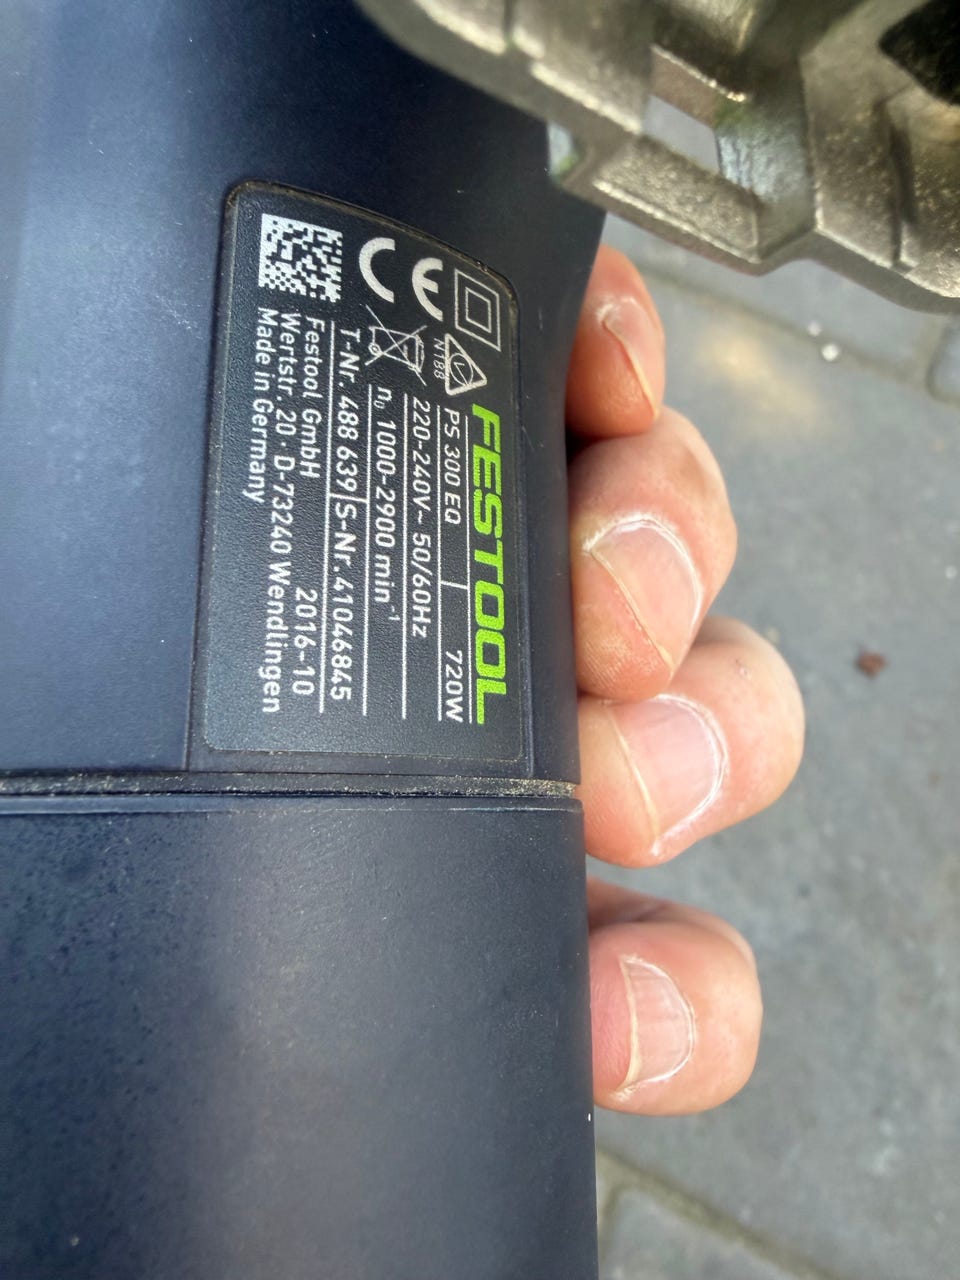 FESTOOL
PS 300 EQ 720W
220-240V~ 50/60Hz
n₀ 1000-2900 min⁻¹
T-Nr. 488 639 S-Nr. 41046845
Festool GmbH 2016-10
Wertstr. 20 · D-73240 Wendlingen
Made in Germany
CE
N188